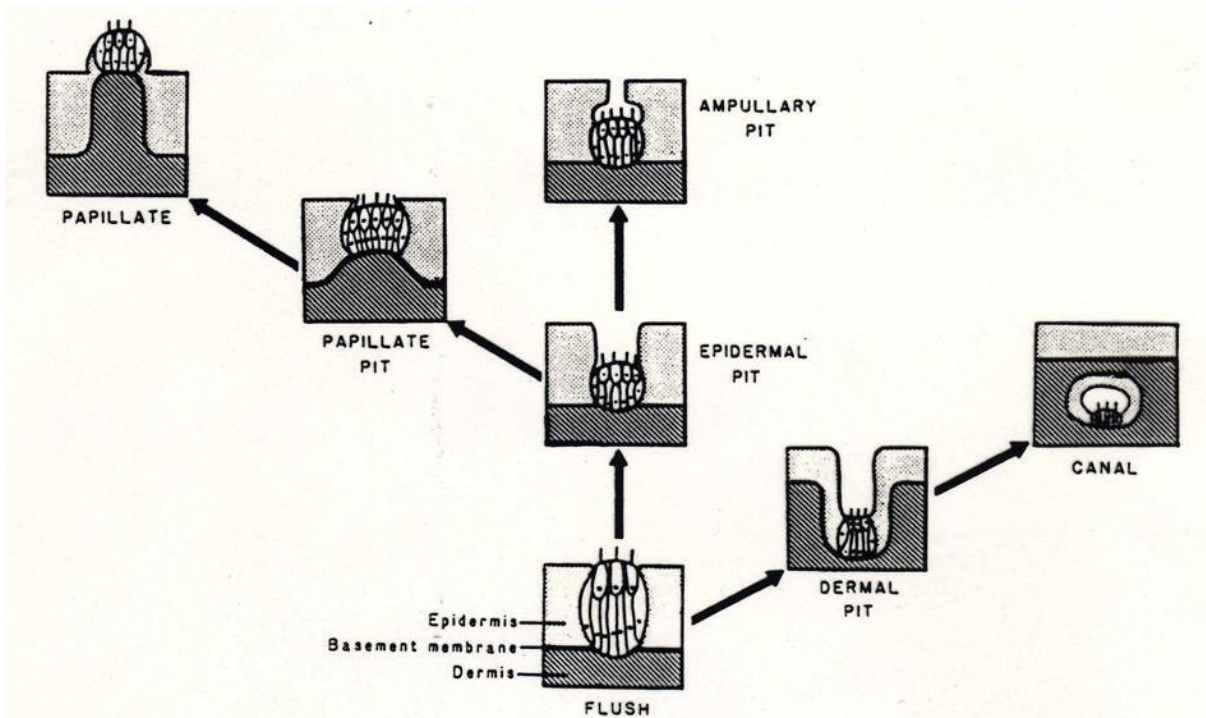 AMPULLARY
PIT
PAPILLATE
PAPILLATE
PIT
EPIDERMAL
PIT
CANAL
DERMAL
PIT
Epidermis
Basement membrane
Dermis
FLUSH